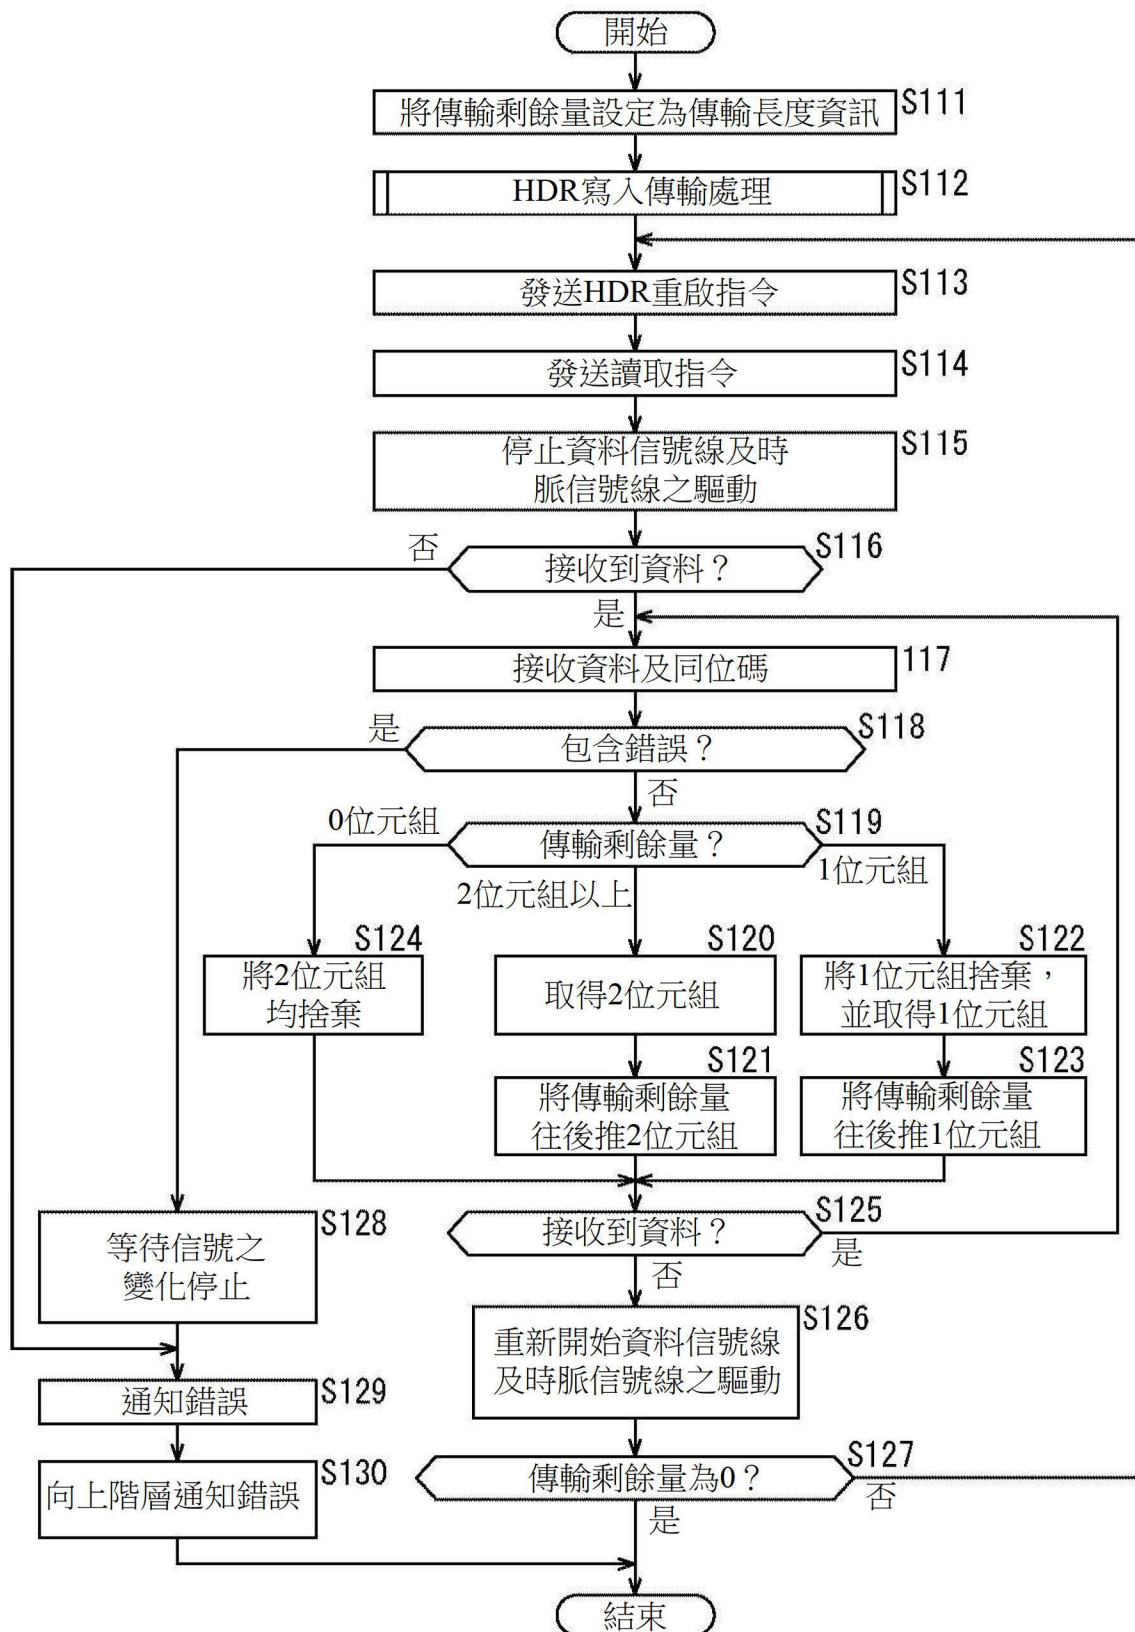 開始
將傳輸剩餘量設定為傳輸長度資訊
S111
HDR寫入傳輸處理
S112
發送HDR重啟指令
S113
發送讀取指令
S114
停止資料信號線及時
脈信號線之驅動
S115
否
接收到資料？
S116
是
接收資料及同位碼
117
是
包含錯誤？
S118
否
0位元組
傳輸剩餘量？
S119
1位元組
2位元組以上
S124
將2位元組
均捨棄
S120
取得2位元組
S122
將1位元組捨棄，
並取得1位元組
S121
將傳輸剩餘量
往後推2位元組
S123
將傳輸剩餘量
往後推1位元組
接收到資料？
S125
是
否
等待信號之
變化停止
S128
重新開始資料信號線
及時脈信號線之驅動
S126
通知錯誤
S129
向上階層通知錯誤
S130
傳輸剩餘量為0？
S127
否
是
結束